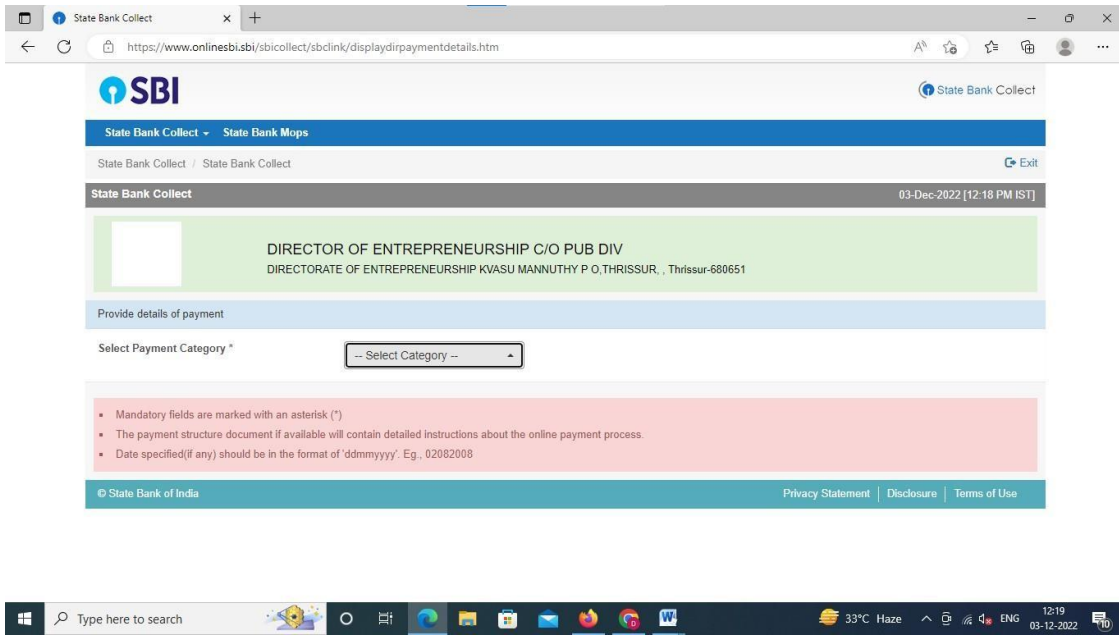 State Bank Collect
https://www.onlinesbi.sbi/sbicollect/sbclink/displaydirpaymentdetails.htm
SBI
State Bank Collect
State Bank Collect State Bank Mops
State Bank Collect / State Bank Collect
Exit
State Bank Collect
03-Dec-2022 [12:18 PM IST]
DIRECTOR OF ENTREPRENEURSHIP C/O PUB DIV
DIRECTORATE OF ENTREPRENEURSHIP KVASU MANNUTHY P O,THRISSUR, , Thrissur-680651
Provide details of payment
Select Payment Category *
-- Select Category --
Mandatory fields are marked with an asterisk (*)
The payment structure document if available will contain detailed instructions about the online payment process.
Date specified(if any) should be in the format of 'ddmmyyyy'. Eg., 02082008
© State Bank of India
Privacy Statement | Disclosure | Terms of Use
Type here to search
33°C Haze
ENG
12:19
03-12-2022
10